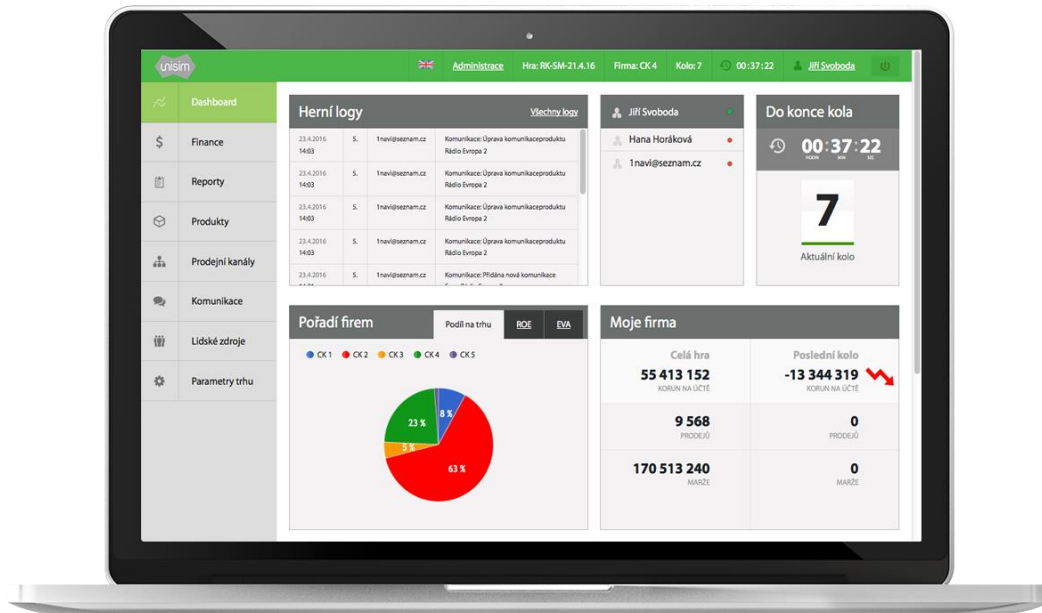 unisim
Administrace
Hra: RK-SM-21.4.16
Firma: CK 4
Kolo: 7
00:37:22
Jiří Svoboda
Dashboard
Finance
Reporty
Produkty
Prodejní kanály
Komunikace
Lidské zdroje
Parametry trhu
Herní logy
Všechny logy
23.4.2016 S. 1navi@seznam.cz Komunikace: Úprava komunikaceproduktu
14:03 Rádio Evropa 2
23.4.2016 S. 1navi@seznam.cz Komunikace: Úprava komunikaceproduktu
14:03 Rádio Evropa 2
23.4.2016 S. 1navi@seznam.cz Komunikace: Úprava komunikaceproduktu
14:03 Rádio Evropa 2
23.4.2016 S. 1navi@seznam.cz Komunikace: Úprava komunikaceproduktu
14:03 Rádio Evropa 2
23.4.2016 S. 1navi@seznam.cz Komunikace: Přidána nová komunikace
Jiří Svoboda
Hana Horáková
1navi@seznam.cz
Do konce kola
00:37:22
HODIN MIN SEC
7
Aktuální kolo
Pořadí firem
Podíl na trhu ROE EVA
CK 1 CK 2 CK 3 CK 4 CK 5
8 %
23 %
5 %
63 %
Moje firma
Celá hra Poslední kolo
55 413 152 -13 344 319
KORUN NA ÚČTĚ KORUN NA ÚČTĚ
9 568 0
PRODEJŮ PRODEJŮ
170 513 240 0
MARŽE MARŽE